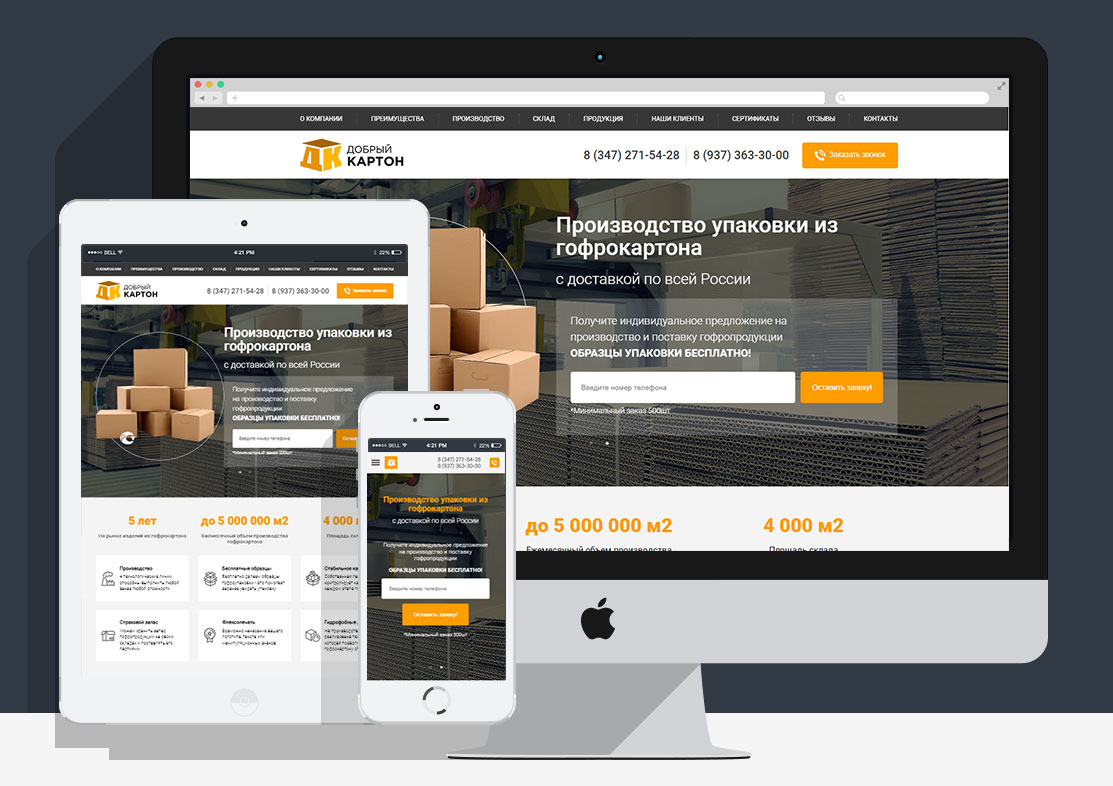 О КОМПАНИИ
ПРЕИМУЩЕСТВА
ПРОИЗВОДСТВО
СКЛАД
ПРОДУКЦИЯ
НАШИ КЛИЕНТЫ
СЕРТИФИКАТЫ
ОТЗЫВЫ
КОНТАКТЫ
ДК
ДОБРЫЙ
КАРТОН
8 (347) 271-54-28
8 (937) 363-30-00
Заказать звонок
Производство упаковки из
гофрокартона
с доставкой по всей России
Получите индивидуальное предложение на
производство и поставку гофропродукции
ОБРАЗЦЫ УПАКОВКИ БЕСПЛАТНО!
Введите номер телефона
Оставить заявку!
*Минимальный заказ 500шт
до 5 000 000 м2
4 000 м2
Ежемесячный объем производства
Площадь склада
BELL
4:21 PM
22%
О КОМПАНИИ
ПРЕИМУЩЕСТВА
ПРОИЗВОДСТВО
СКЛАД
ПРОДУКЦИЯ
НАШИ КЛИЕНТЫ
СЕРТИФИКАТЫ
ОТЗЫВЫ
КОНТАКТЫ
ДК
ДОБРЫЙ
КАРТОН
8 (347) 271-54-28
8 (937) 363-30-00
Заказать звонок
Производство упаковки из
гофрокартона
с доставкой по всей России
Получите индивидуальное предложение
на производство и поставку
гофропродукции
ОБРАЗЦЫ УПАКОВКИ БЕСПЛАТНО!
Введите номер телефона
*Минимальный заказ 500шт
5 лет
На рынке изделий из гофрокартона
до 5 000 000 м2
Ежемесячный объем производства
гофрокартона
4 000
Площадь
Производство
Бесплатные образцы
Стабильное
Страховой запас
Флексопечать
Гидрофобные
BELL
4:21 PM
22%
8 (347) 271-54-28
8 (937) 363-30-00
Производство упаковки из
гофрокартона
с доставкой по всей России
Получите индивидуальное предложение
на производство и поставку
гофропродукции
ОБРАЗЦЫ УПАКОВКИ БЕСПЛАТНО!
Введите номер телефона
Оставить заявку!
*Минимальный заказ 500шт